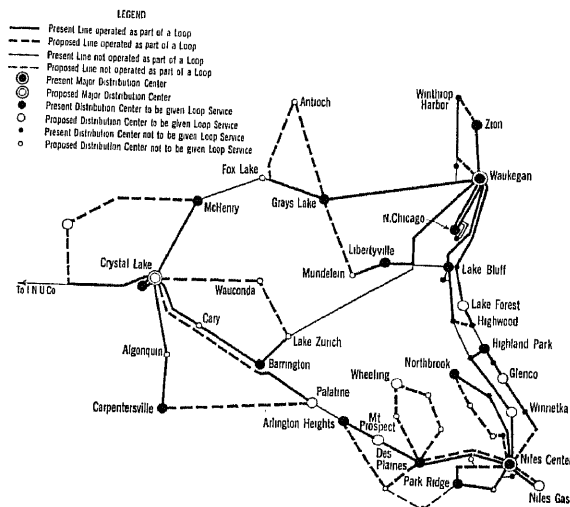 LEGEND
Present Line operated as part of a Loop
Proposed Line operated as part of a Loop
Present Line not operated as part of a Loop
Proposed Line not operated as part of a Loop
Present Major Distribution Center
Proposed Major Distribution Center
Present Distribution Center to be given Loop Service
Proposed Distribution Center to be given Loop Service
Present Distribution Center not to be given Loop Service
Proposed Distribution Center not to be given Loop Service
Antioch
Winthrop
Harbor
Zion
Fox Lake
Waukegan
McHenry
Grays Lake
N.Chicago
Libertyville
Crystal Lake
Mundelein
Lake Bluff
To I N U Co
Wauconda
Lake Forest
Cary
Highwood
Lake Zurich
Algonquin
Highland Park
Barrington
Northbrook
Wheeling
Glenco
Palatine
Carpentersville
Mt
Prospect
Winnetka
Arlington Heights
Des
Plaines
Niles Center
Park Ridge
Niles Gas